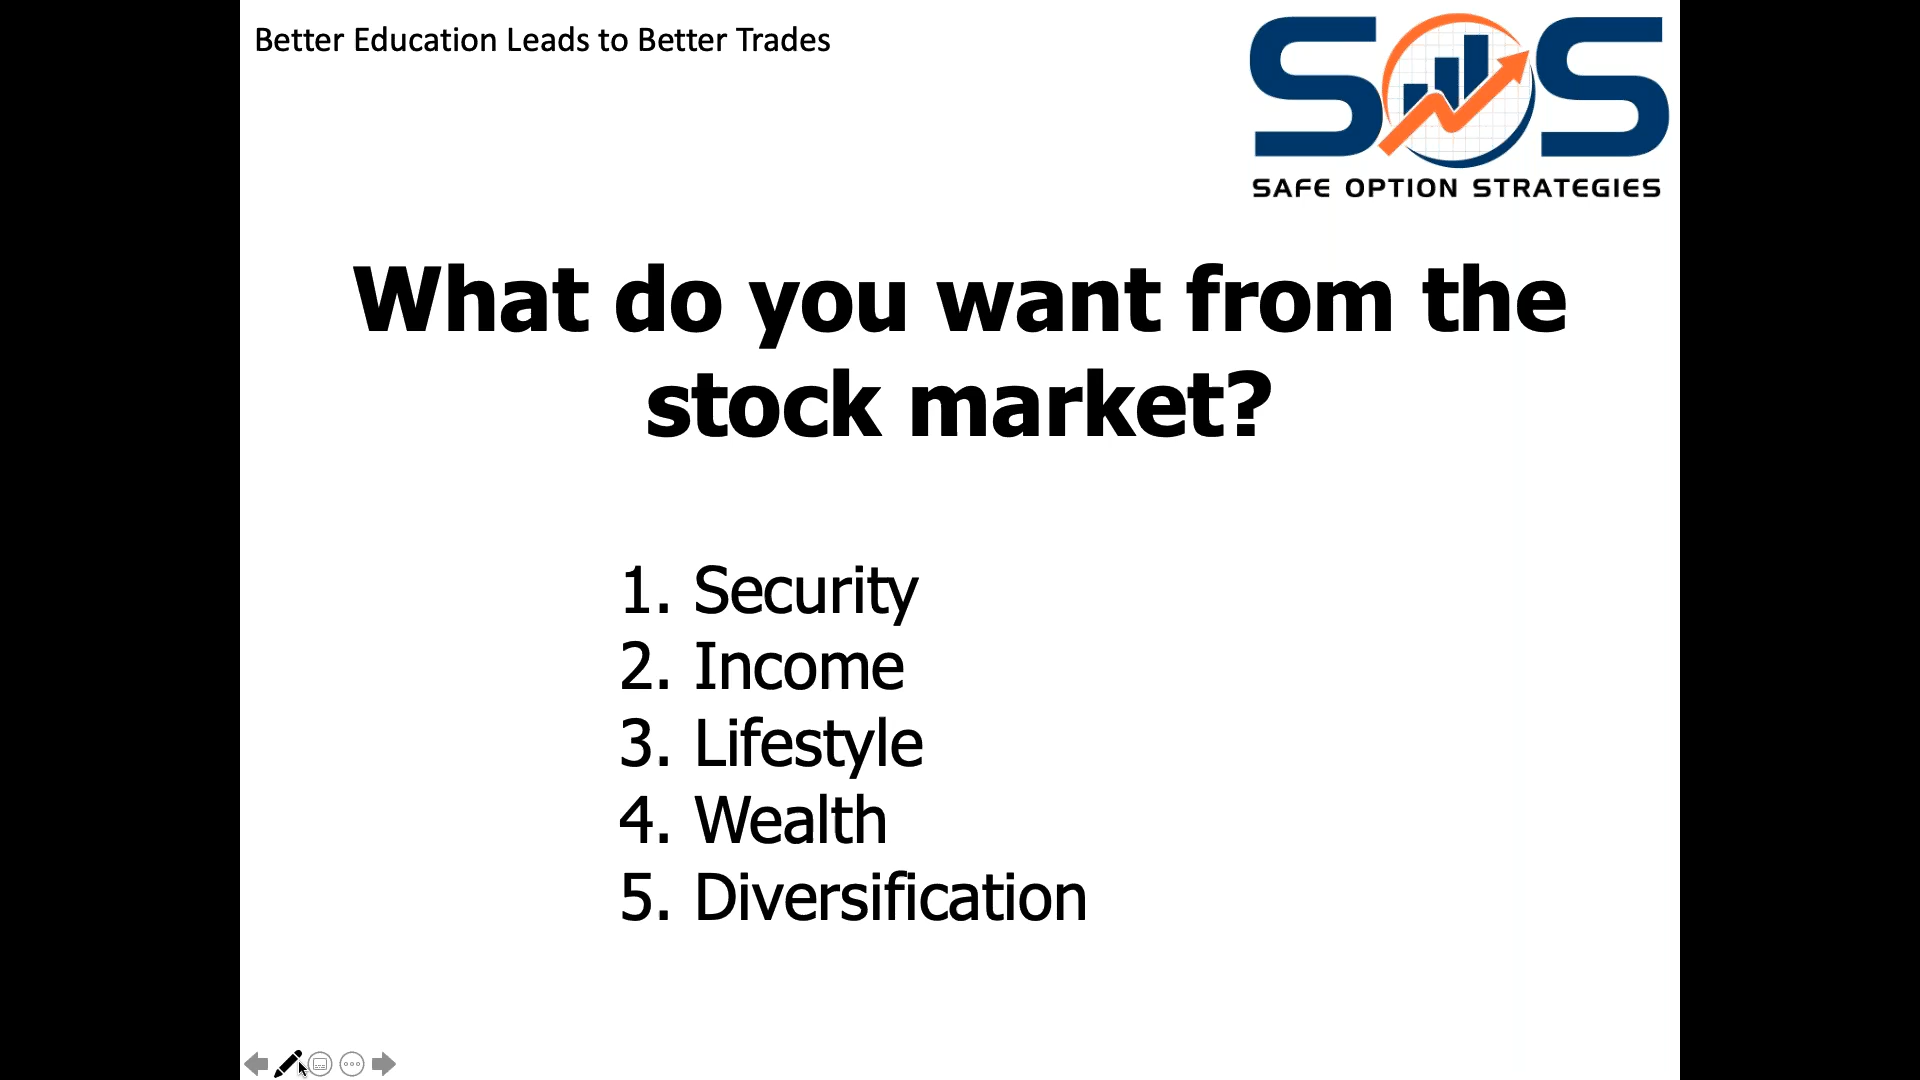 Better Education Leads to Better Trades
SOS
SAFE OPTION STRATEGIES
What do you want from the
stock market?
1. Security
2. Income
3. Lifestyle
4. Wealth
5. Diversification